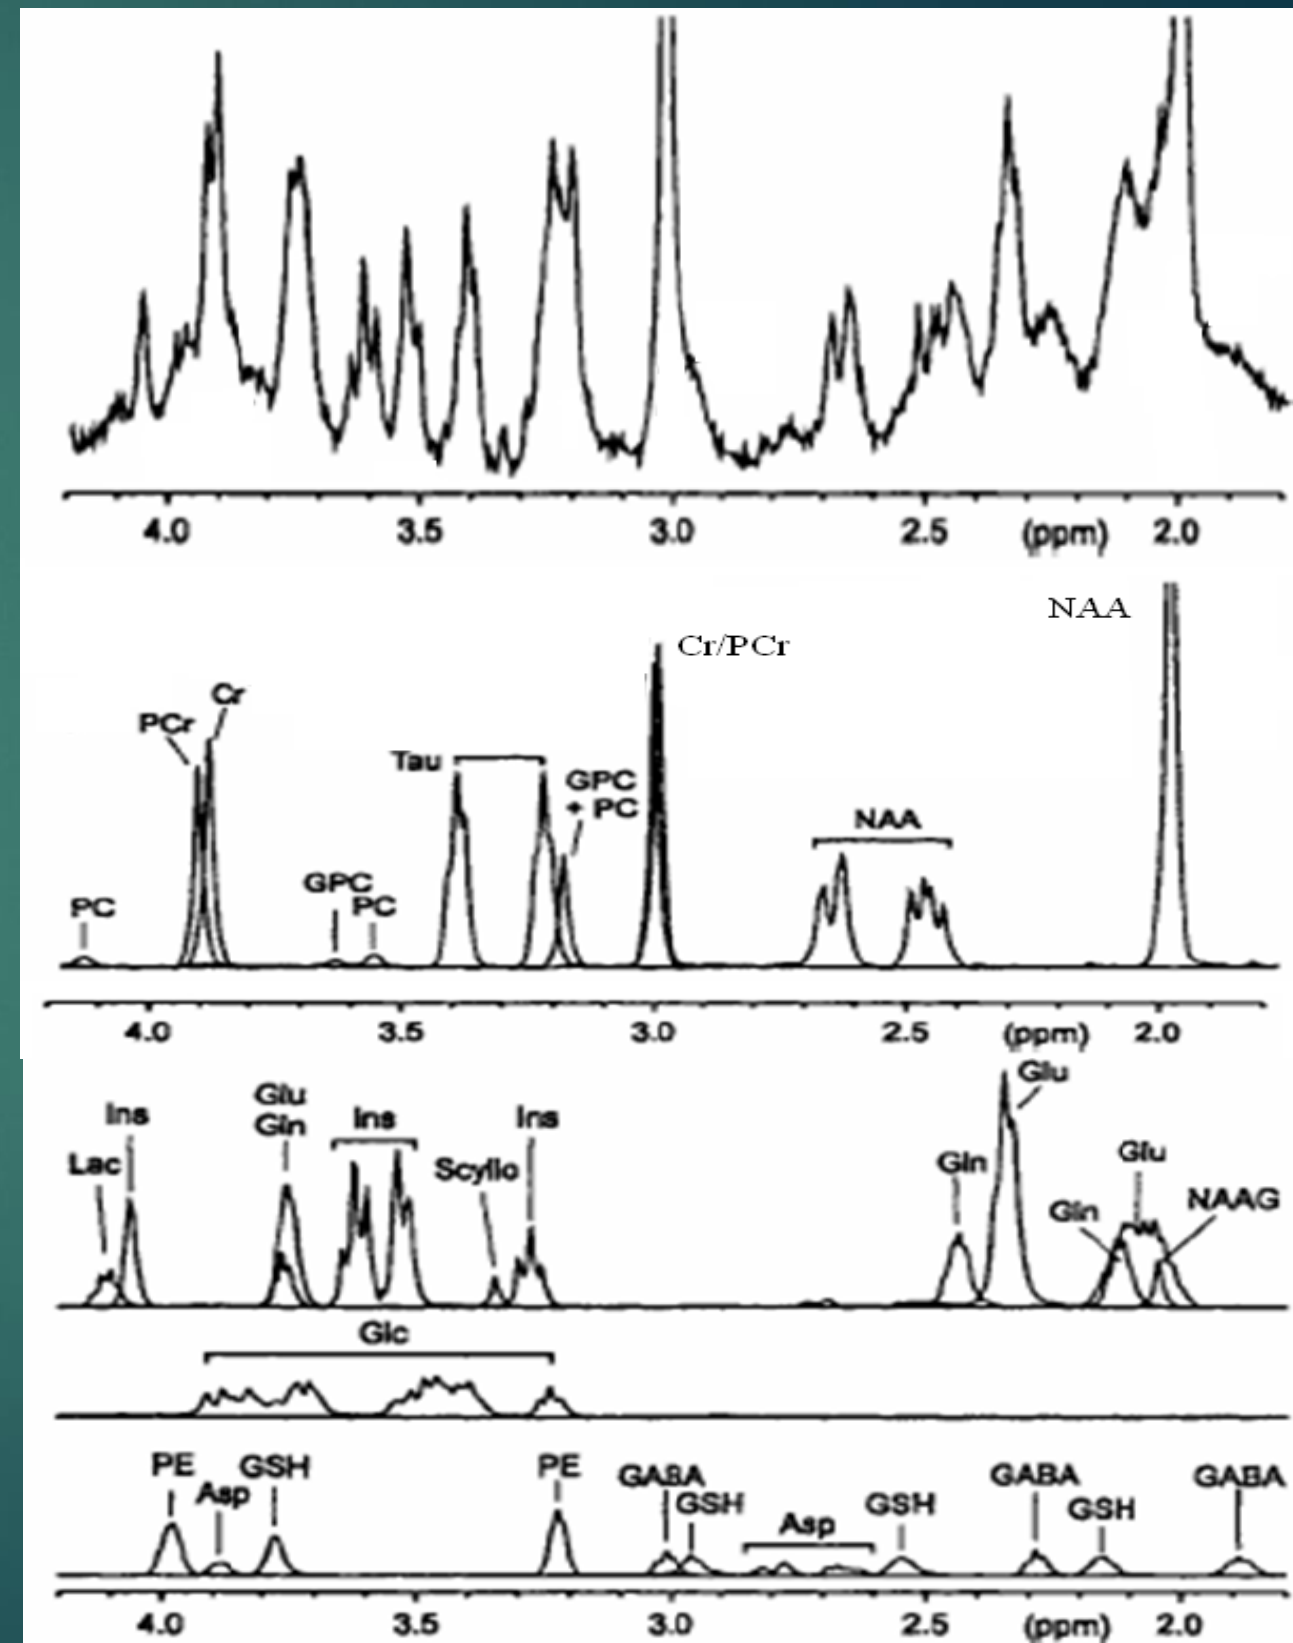 4.0 3.5 3.0 2.5 (ppm) 2.0
NAA
Cr/PCr
Cr
PCr
Tau
GPC
+ PC
NAA
GPC
PC
PC
4.0 3.5 3.0 2.5 (ppm) 2.0
Glu
Glu
Ins
Gln
Ins
Ins
Lac
Scyllo
Gln
Glu
Gln
NAAG
Glc
PE
Asp
GSH
PE
GABA
GSH
Asp
GSH
GABA
GSH
GABA
4.0 3.5 3.0 2.5 (ppm) 2.0